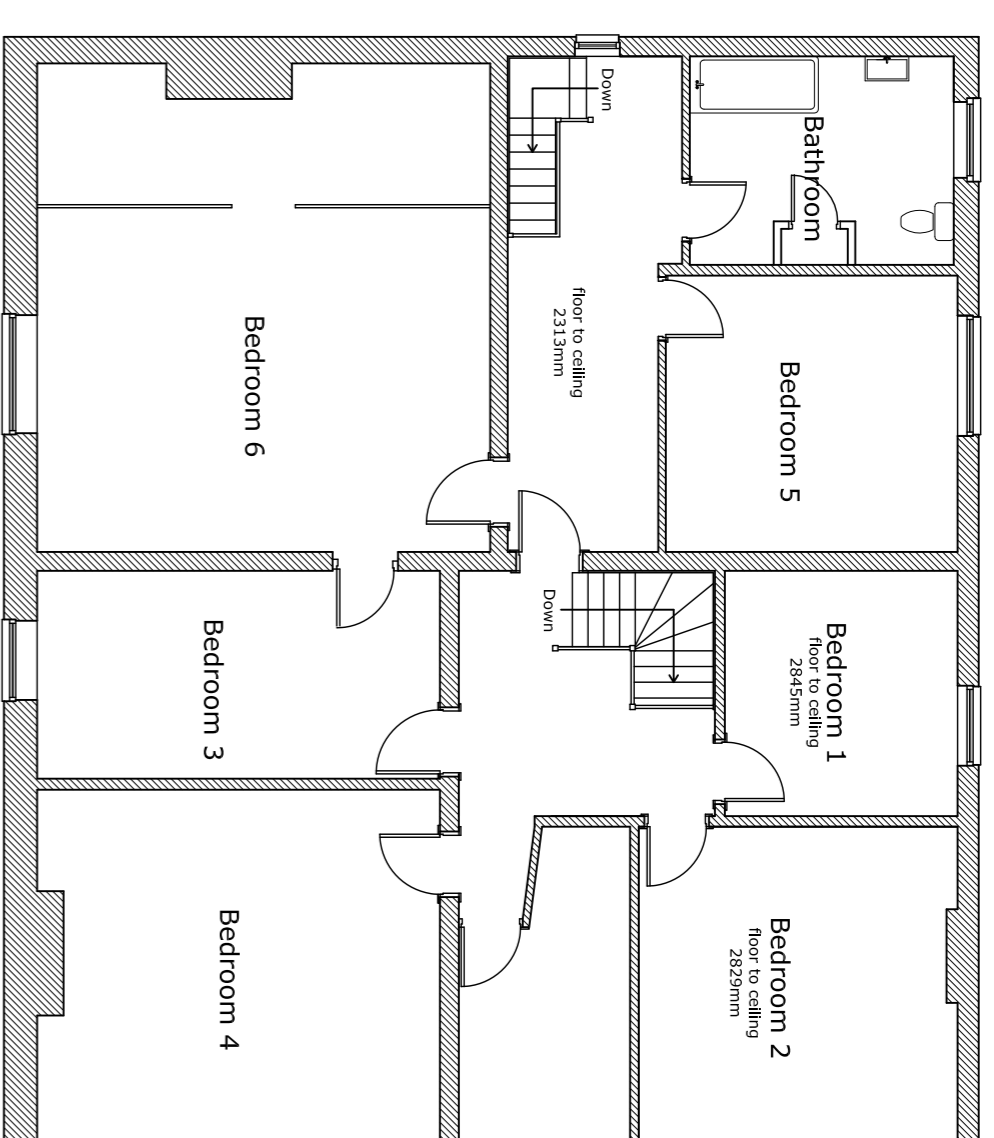 Down
Bathroom
floor to ceiling
2313mm
Bedroom 6
Bedroom 5
Down
Bedroom 3
Bedroom 1
floor to ceiling
2845mm
Bedroom 4
Bedroom 2
floor to ceiling
2829mm